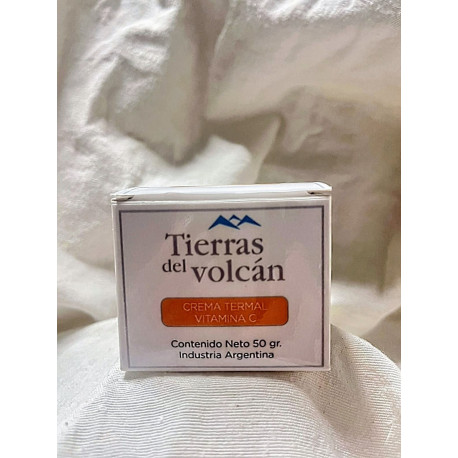 Tierras
del volcán
CREMA TERMAL
VITAMINA C
Contenido Neto 50 gr.
Industria Argentina